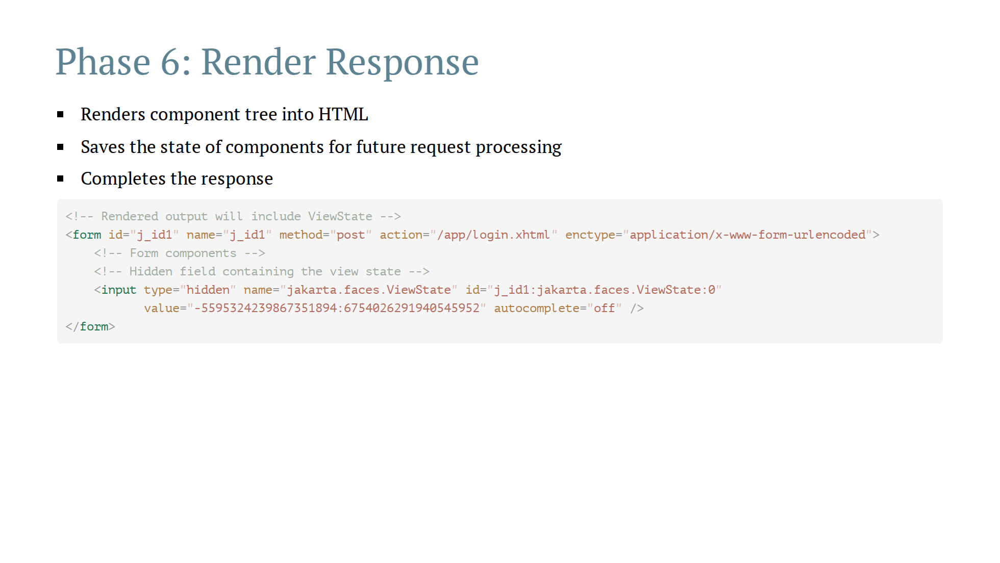 Phase 6: Render Response
▪ Renders component tree into HTML
▪ Saves the state of components for future request processing
▪ Completes the response
<!-- Rendered output will include ViewState -->
<form id="j_id1" name="j_id1" method="post" action="/app/login.xhtml" enctype="application/x-www-form-urlencoded">
    <!-- Form components -->
    <!-- Hidden field containing the view state -->
    <input type="hidden" name="jakarta.faces.ViewState" id="j_id1:jakarta.faces.ViewState:0"
           value="-5595324239867351894:6754026291940545952" autocomplete="off" />
</form>